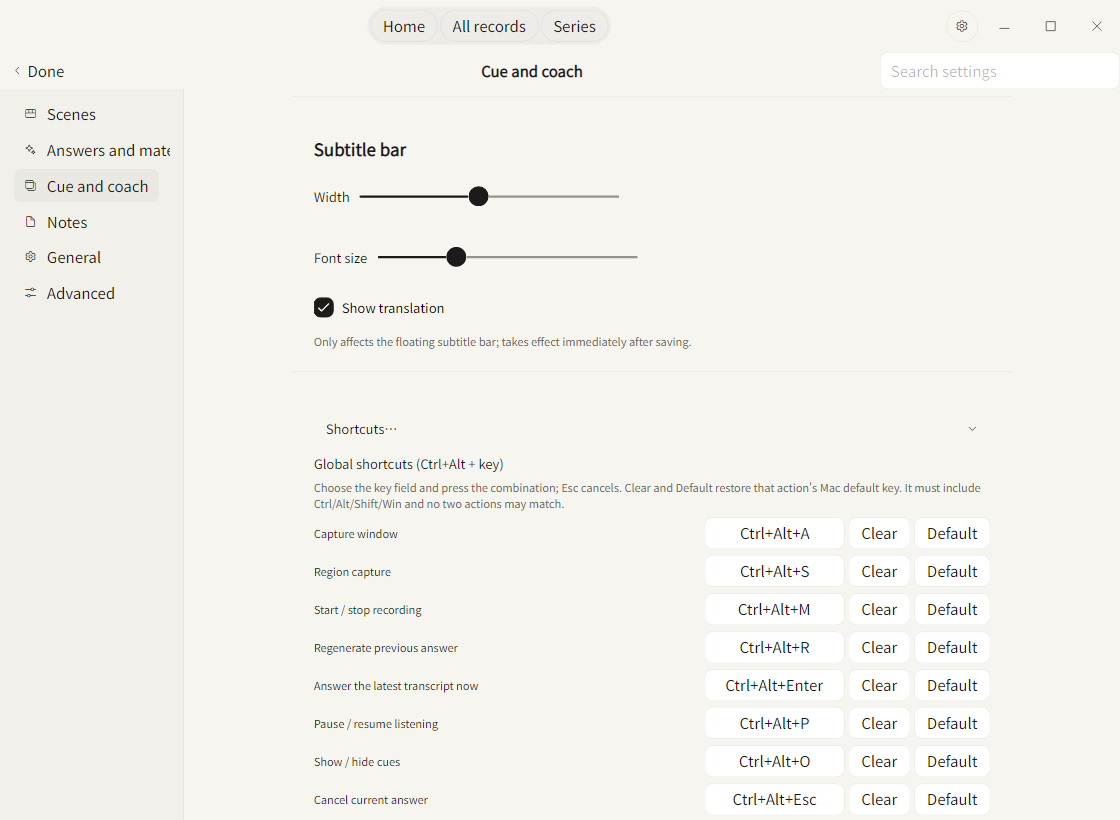 Home
All records
Series
Done
Cue and coach
Search settings
Scenes
Answers and mate
Cue and coach
Notes
General
Advanced
Subtitle bar
Width
Font size
Show translation
Only affects the floating subtitle bar; takes effect immediately after saving.
Shortcuts···
Global shortcuts (Ctrl+Alt + key)
Choose the key field and press the combination; Esc cancels. Clear and Default restore that action's Mac default key. It must include
Ctrl/Alt/Shift/Win and no two actions may match.
Capture window Ctrl+Alt+A Clear Default
Region capture Ctrl+Alt+S Clear Default
Start / stop recording Ctrl+Alt+M Clear Default
Regenerate previous answer Ctrl+Alt+R Clear Default
Answer the latest transcript now Ctrl+Alt+Enter Clear Default
Pause / resume listening Ctrl+Alt+P Clear Default
Show / hide cues Ctrl+Alt+O Clear Default
Cancel current answer Ctrl+Alt+Esc Clear Default